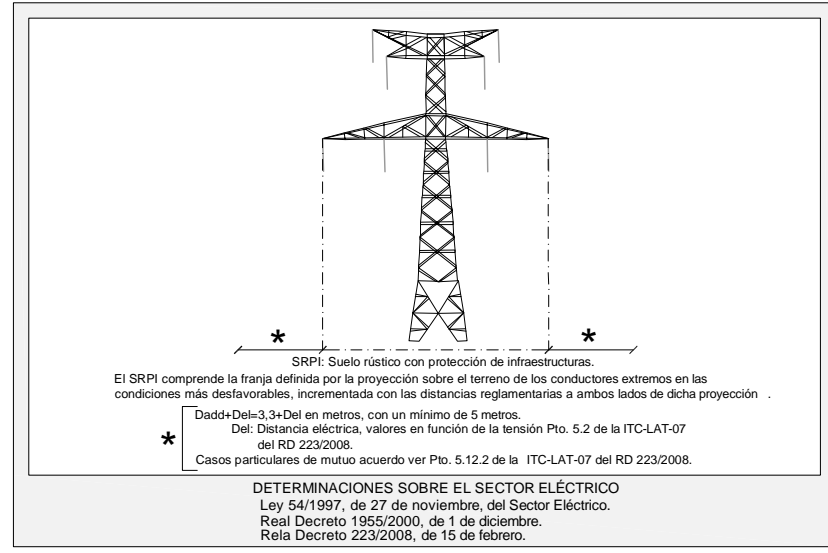 * *
SRPI: Suelo rústico con protección de infraestructuras.
El SRPI comprende la franja definida por la proyección sobre el terreno de los conductores extremos en las
condiciones más desfavorables, incrementada con las distancias reglamentarias a ambos lados de dicha proyección .
Dadd+Del=3,3+Del en metros, con un mínimo de 5 metros.
* Del: Distancia eléctrica, valores en función de la tensión Pto. 5.2 de la ITC-LAT-07
del RD 223/2008.
Casos particulares de mutuo acuerdo ver Pto. 5.12.2 de la ITC-LAT-07 del RD 223/2008.
DETERMINACIONES SOBRE EL SECTOR ELÉCTRICO
Ley 54/1997, de 27 de noviembre, del Sector Eléctrico.
Real Decreto 1955/2000, de 1 de diciembre.
Rela Decreto 223/2008, de 15 de febrero.